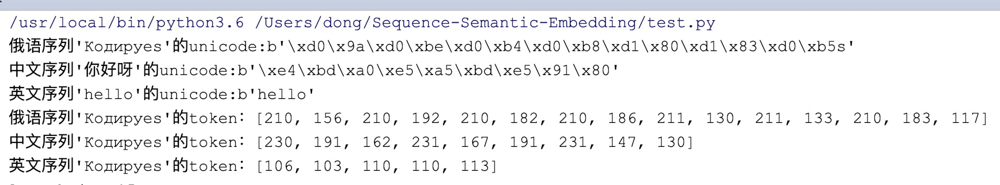 /usr/local/bin/python3.6 /Users/dong/Sequence-Semantic-Embedding/test.py
俄语序列'Кодируеs'的unicode:b'\xd0\x9a\xd0\xbe\xd0\xb4\xd0\xb8\xd1\x80\xd1\x83\xd0\xb5s'
中文序列'你好呀'的unicode:b'\xe4\xbd\xa0\xe5\xa5\xbd\xe5\x91\x80'
英文序列'hello'的unicode:b'hello'
俄语序列'Кодируеs'的token: [210, 156, 210, 192, 210, 182, 210, 186, 211, 130, 211, 133, 210, 183, 117]
中文序列'Кодируеs'的token: [230, 191, 162, 231, 167, 191, 231, 147, 130]
英文序列'Кодируеs'的token: [106, 103, 110, 110, 113]